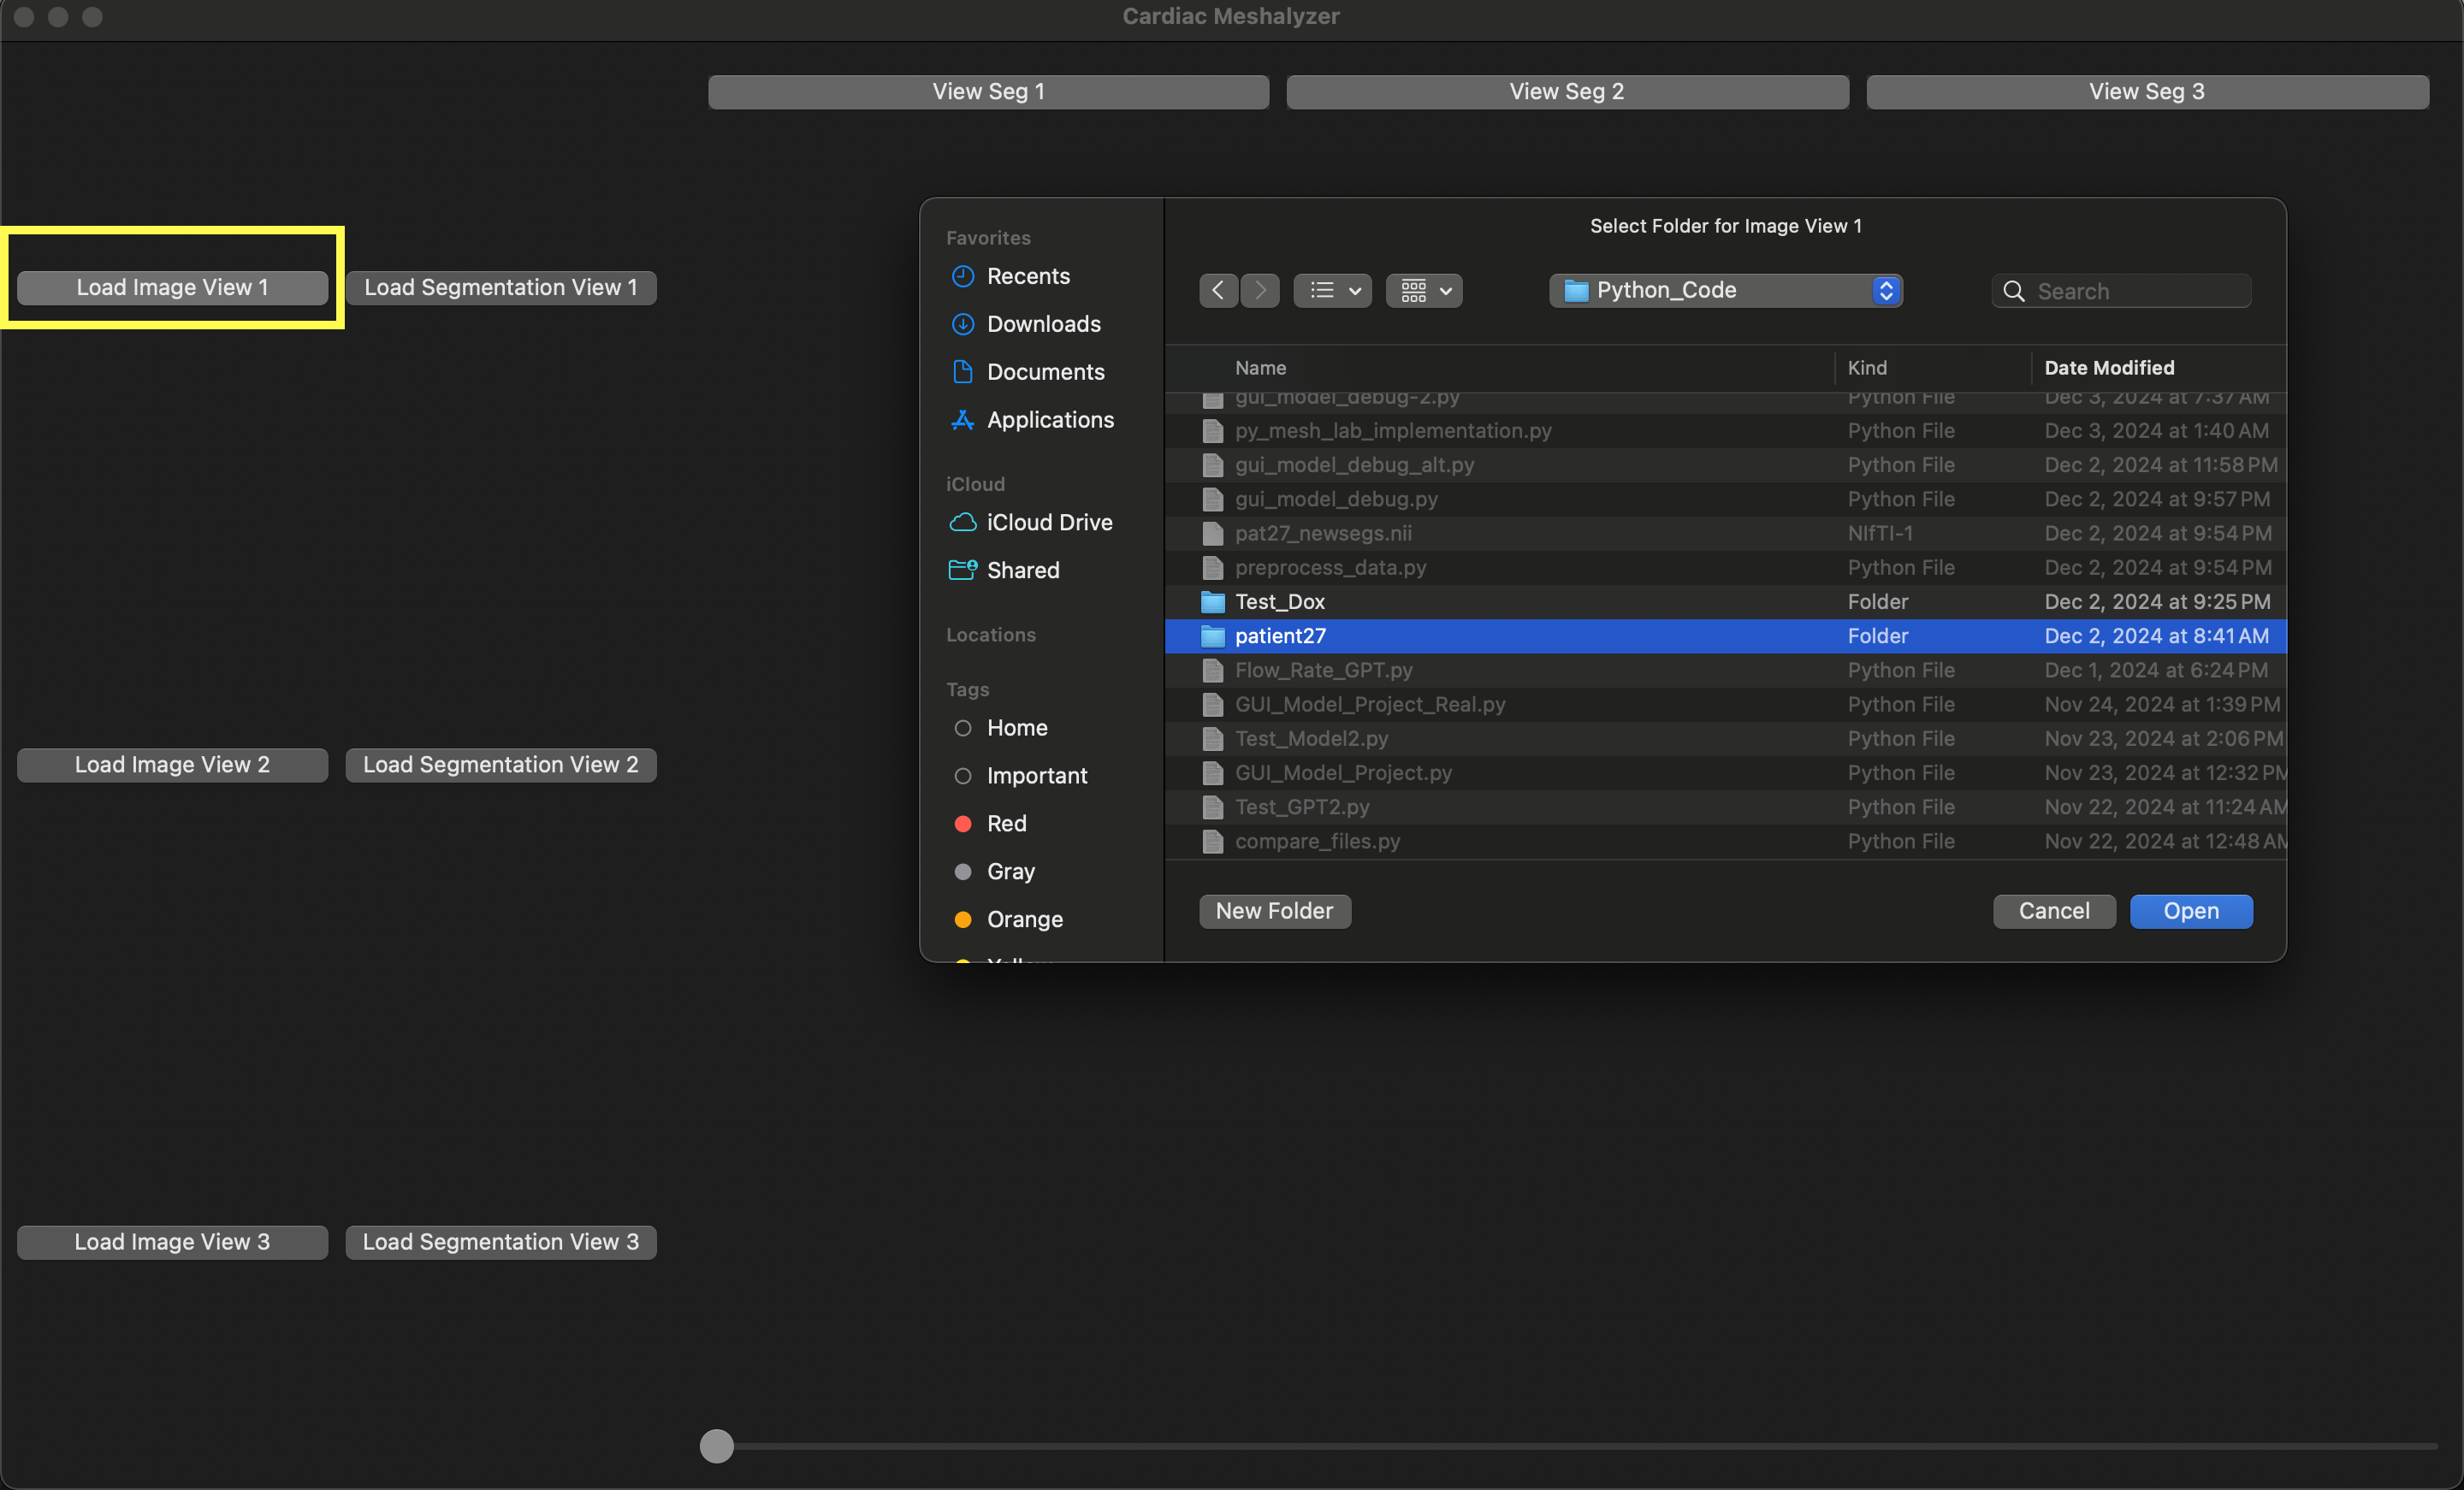 Cardiac Meshalyzer
View Seg 1
View Seg 2
View Seg 3
Load Image View 1
Load Segmentation View 1
Load Image View 2
Load Segmentation View 2
Load Image View 3
Load Segmentation View 3
Favorites
Recents
Downloads
Documents
Applications
iCloud
iCloud Drive
Shared
Locations
Tags
Home
Important
Red
Gray
Orange
Yellow
Select Folder for Image View 1
Python_Code
Search
Name Kind Date Modified
gui_model_debug-2.py Python File Dec 3, 2024 at 7:37 AM
py_mesh_lab_implementation.py Python File Dec 3, 2024 at 1:40 AM
gui_model_debug_alt.py Python File Dec 2, 2024 at 11:58 PM
gui_model_debug.py Python File Dec 2, 2024 at 9:57 PM
pat27_newsegs.nii NIfTI-1 Dec 2, 2024 at 9:54 PM
preprocess_data.py Python File Dec 2, 2024 at 9:54 PM
Test_Dox Folder Dec 2, 2024 at 9:25 PM
patient27 Folder Dec 2, 2024 at 8:41 AM
Flow_Rate_GPT.py Python File Dec 1, 2024 at 6:24 PM
GUI_Model_Project_Real.py Python File Nov 24, 2024 at 1:39 PM
Test_Model2.py Python File Nov 23, 2024 at 2:06 PM
GUI_Model_Project.py Python File Nov 23, 2024 at 12:32 PM
Test_GPT2.py Python File Nov 22, 2024 at 11:24 AM
compare_files.py Python File Nov 22, 2024 at 12:48 AM
New Folder
Cancel
Open